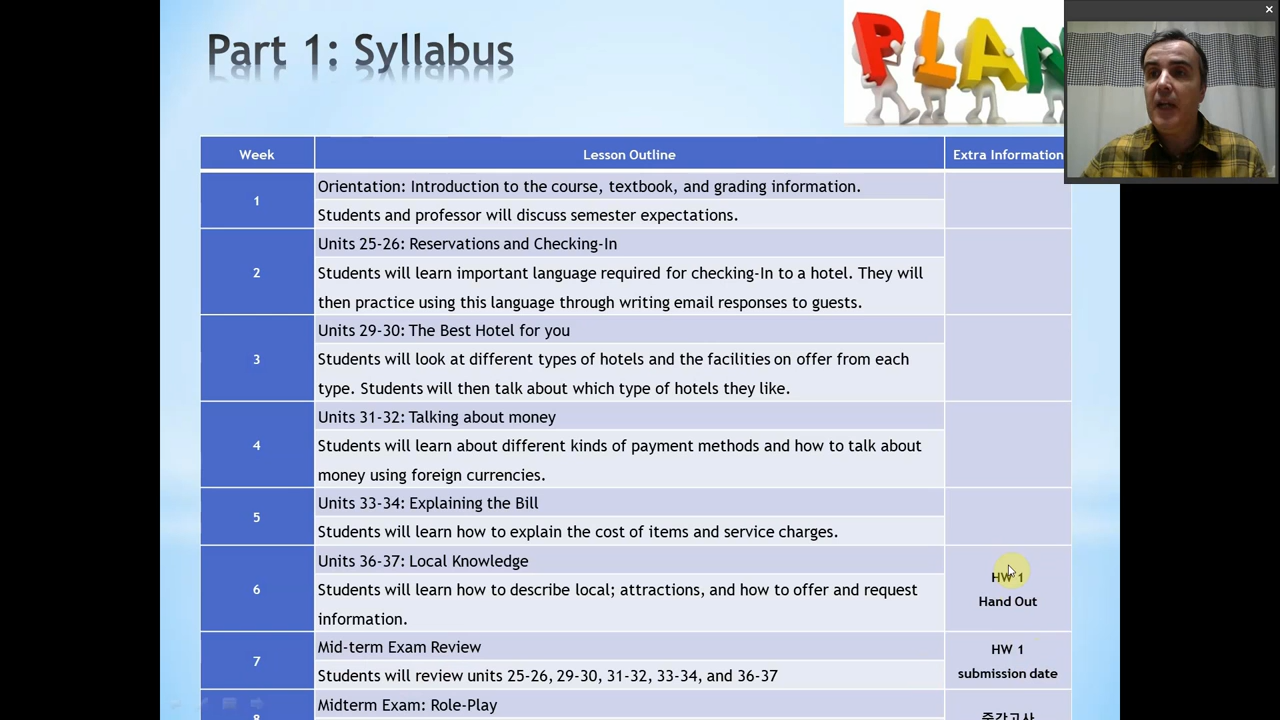 Part 1: Syllabus
PLAN
Week
Lesson Outline
Extra Information
1
Orientation: Introduction to the course, textbook, and grading information.
Students and professor will discuss semester expectations.
2
Units 25-26: Reservations and Checking-In
Students will learn important language required for checking-In to a hotel. They will
then practice using this language through writing email responses to guests.
3
Units 29-30: The Best Hotel for you
Students will look at different types of hotels and the facilities on offer from each
type. Students will then talk about which type of hotels they like.
4
Units 31-32: Talking about money
Students will learn about different kinds of payment methods and how to talk about
money using foreign currencies.
5
Units 33-34: Explaining the Bill
Students will learn how to explain the cost of items and service charges.
6
Units 36-37: Local Knowledge
Students will learn how to describe local; attractions, and how to offer and request
information.
HW 1
Hand Out
7
Mid-term Exam Review
Students will review units 25-26, 29-30, 31-32, 33-34, and 36-37
HW 1
submission date
8
Midterm Exam: Role-Play
중간고사